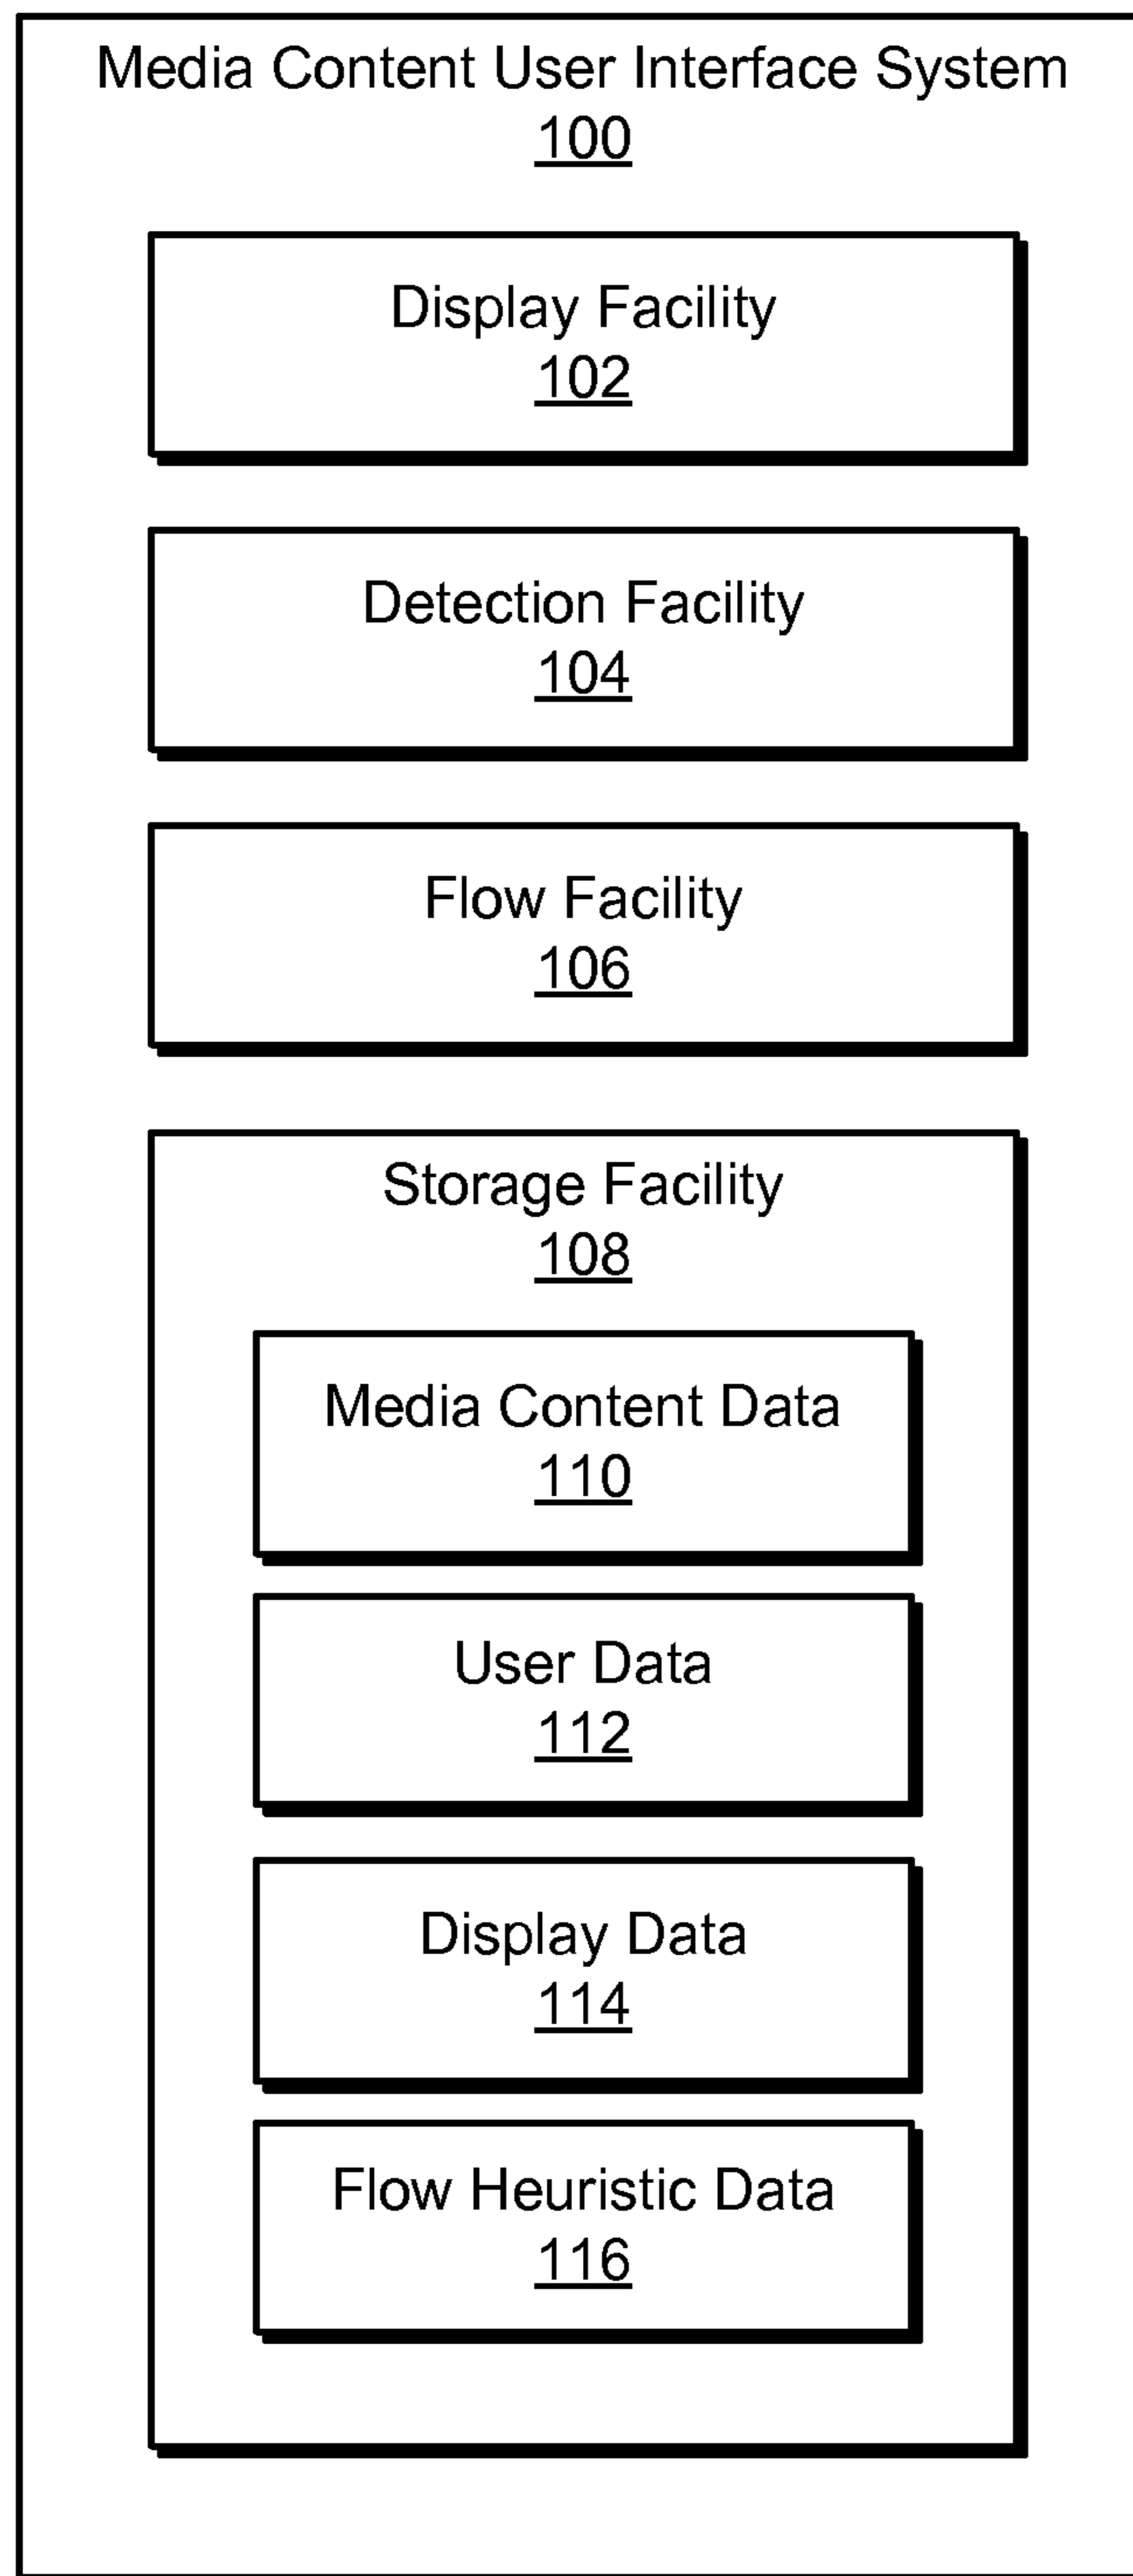 Media Content User Interface System
100
Display Facility
102
Detection Facility
104
Flow Facility
106
Storage Facility
108
Media Content Data
110
User Data
112
Display Data
114
Flow Heuristic Data
116